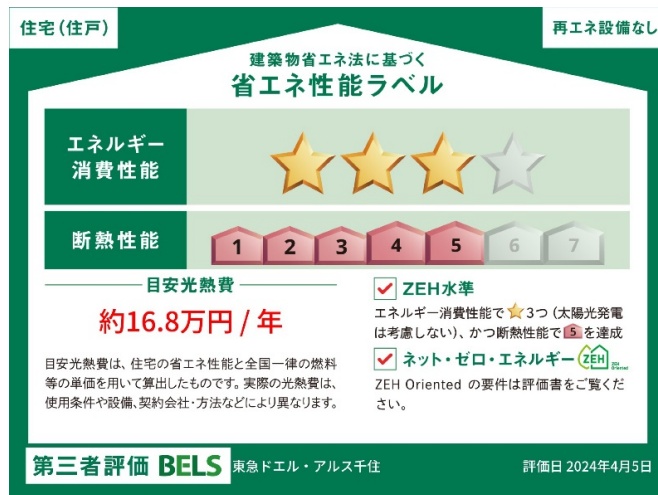 住宅(住戸)
再エネ設備なし
建築物省エネ法に基づく
省エネ性能ラベル
エネルギー
消費性能
断熱性能
1 2 3 4 5 6 7
目安光熱費
約16.8万円 / 年
目安光熱費は、住宅の省エネ性能と全国一律の燃料
等の単価を用いて算出したものです。実際の光熱費は、
使用条件や設備、契約会社・方法などにより異なります。
ZEH水準
エネルギー消費性能で★3つ(太陽光発電
は考慮しない)、かつ断熱性能で5を達成
ネット・ゼロ・エネルギー ZEH
ZEH Oriented の要件は評価書をご覧くだ
さい。
第三者評価 BELS 東急ドエル・アルス千住
評価日 2024年4月5日